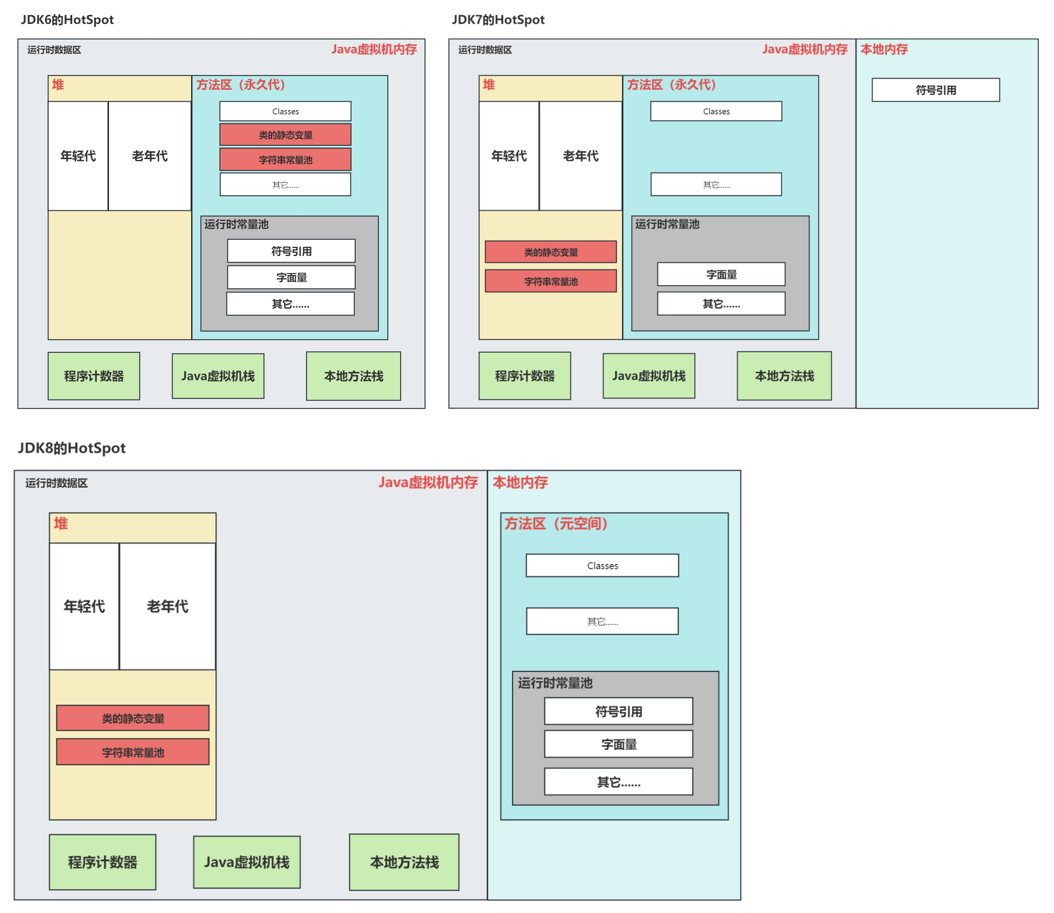 JDK6的HotSpot
运行时数据区
Java虚拟机内存
堆
方法区（永久代）
年轻代
老年代
Classes
类的静态变量
字符串常量池
其它......
运行时常量池
符号引用
字面量
其它......
程序计数器
Java虚拟机栈
本地方法栈
JDK7的HotSpot
运行时数据区
Java虚拟机内存
本地内存
堆
方法区（永久代）
符号引用
年轻代
老年代
Classes
其它......
运行时常量池
类的静态变量
字符串常量池
字面量
其它......
程序计数器
Java虚拟机栈
本地方法栈
JDK8的HotSpot
运行时数据区
Java虚拟机内存
本地内存
堆
方法区（元空间）
年轻代
老年代
Classes
其它......
类的静态变量
字符串常量池
运行时常量池
符号引用
字面量
其它......
程序计数器
Java虚拟机栈
本地方法栈